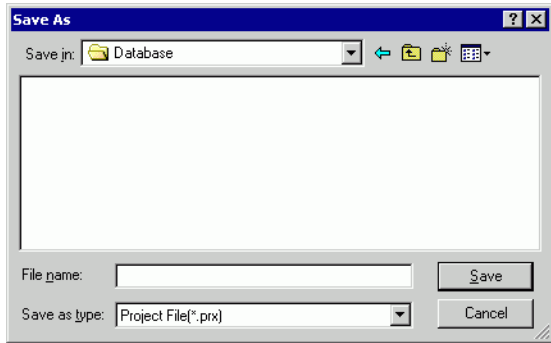 Save As
Save in: Database
File name: Save
Save as type: Project File(*.prx) Cancel